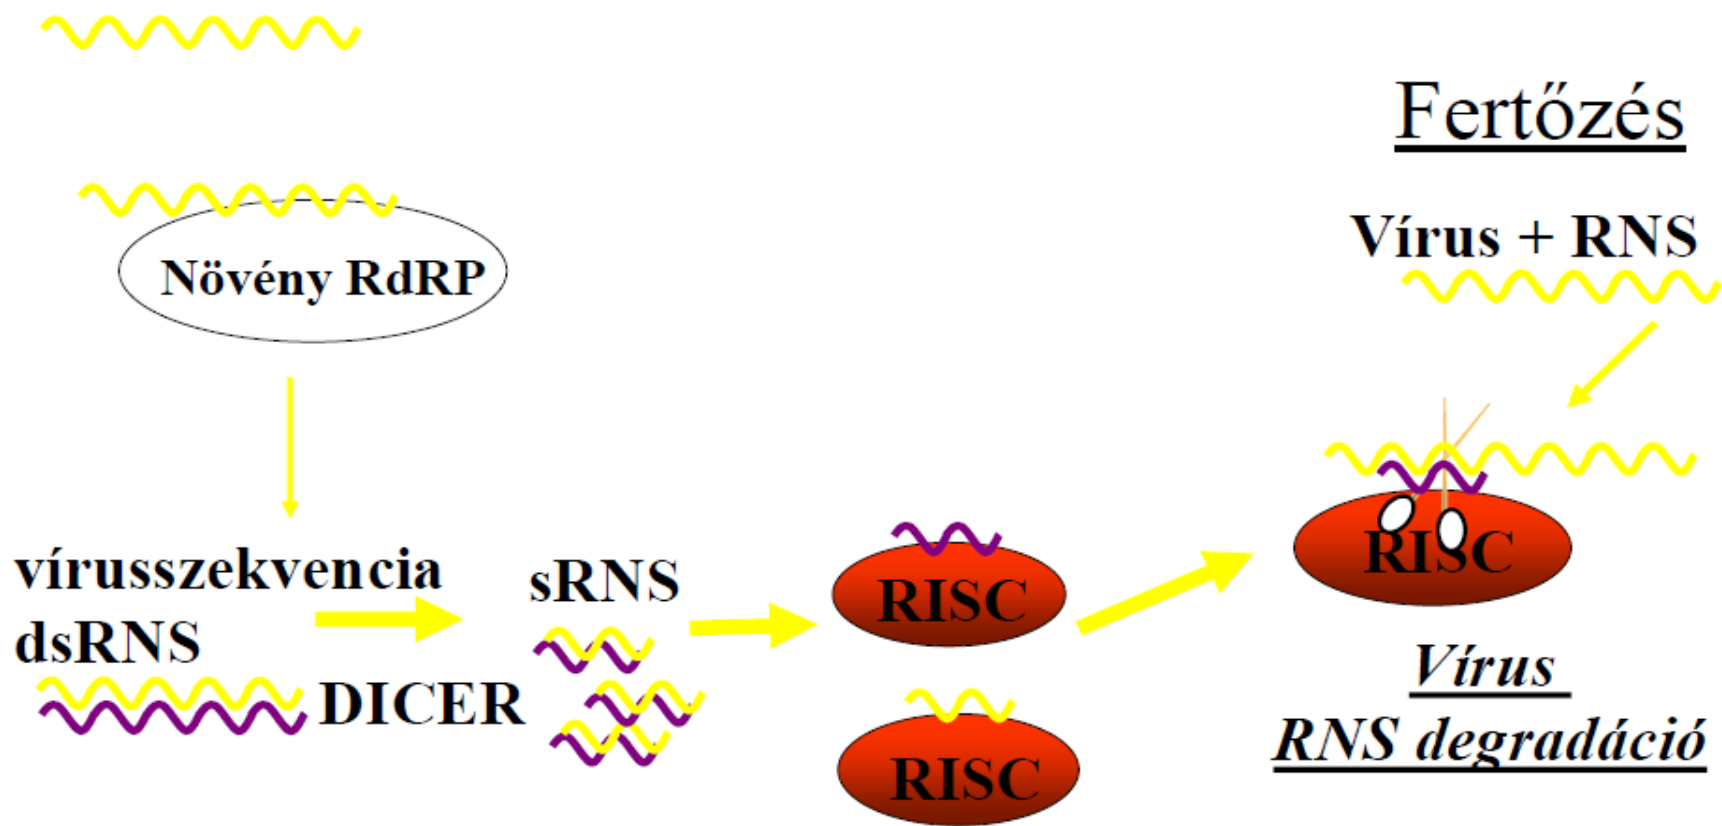 Fertőzés
Vírus + RNS
Növény RdRP
vírusszekvencia
dsRNS
DICER
sRNS
RISC
RISC
RISC
Vírus
RNS degradáció